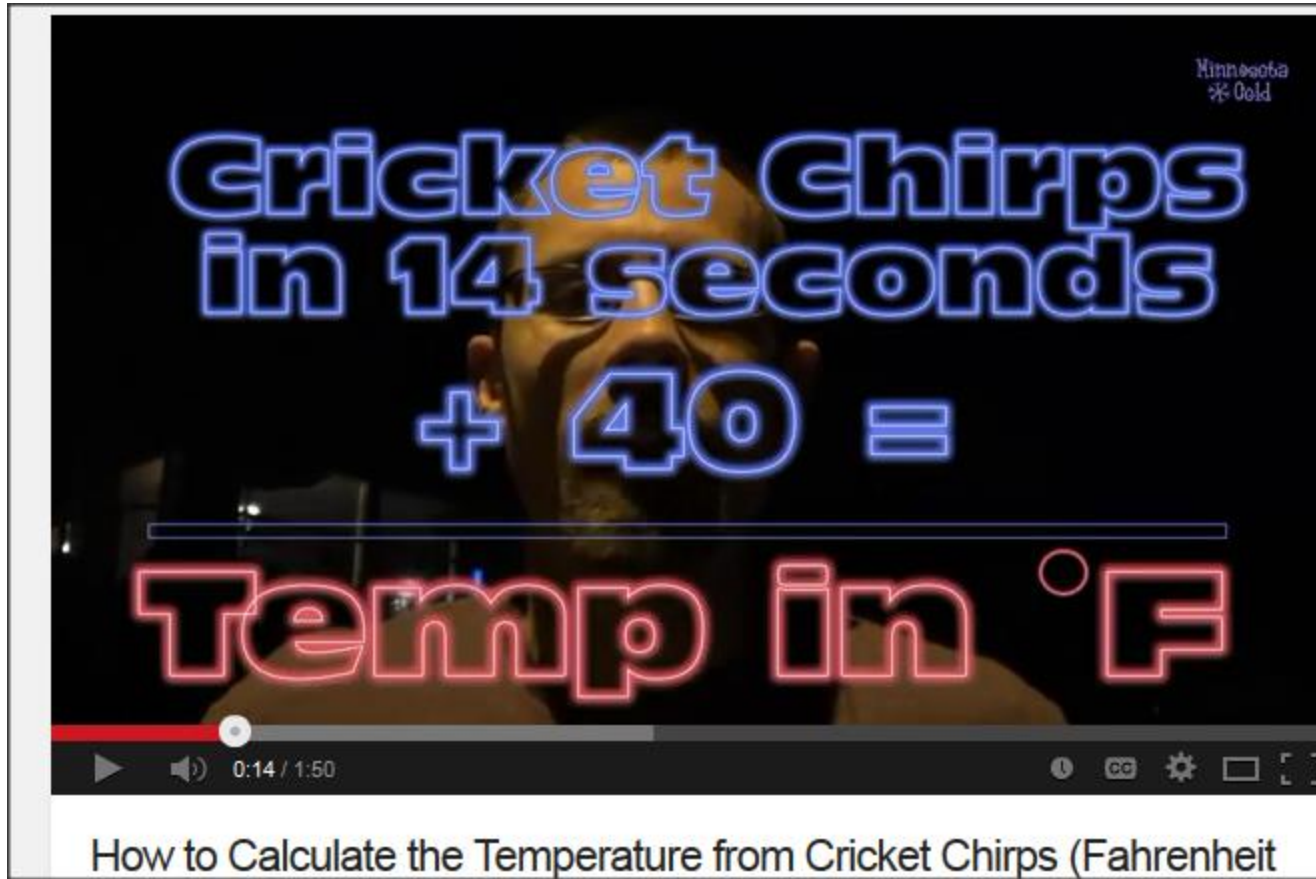 Minnesota
Cold
Cricket Chirps
in 14 seconds
+ 40 =
Temp in °F
0:14 / 1:50
CC
How to Calculate the Temperature from Cricket Chirps (Fahrenheit